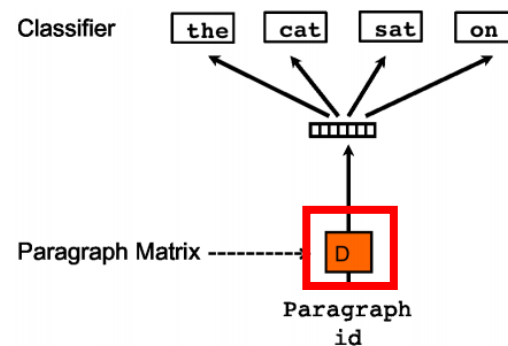 Classifier
the
cat
sat
on
Paragraph Matrix
D
Paragraph
id